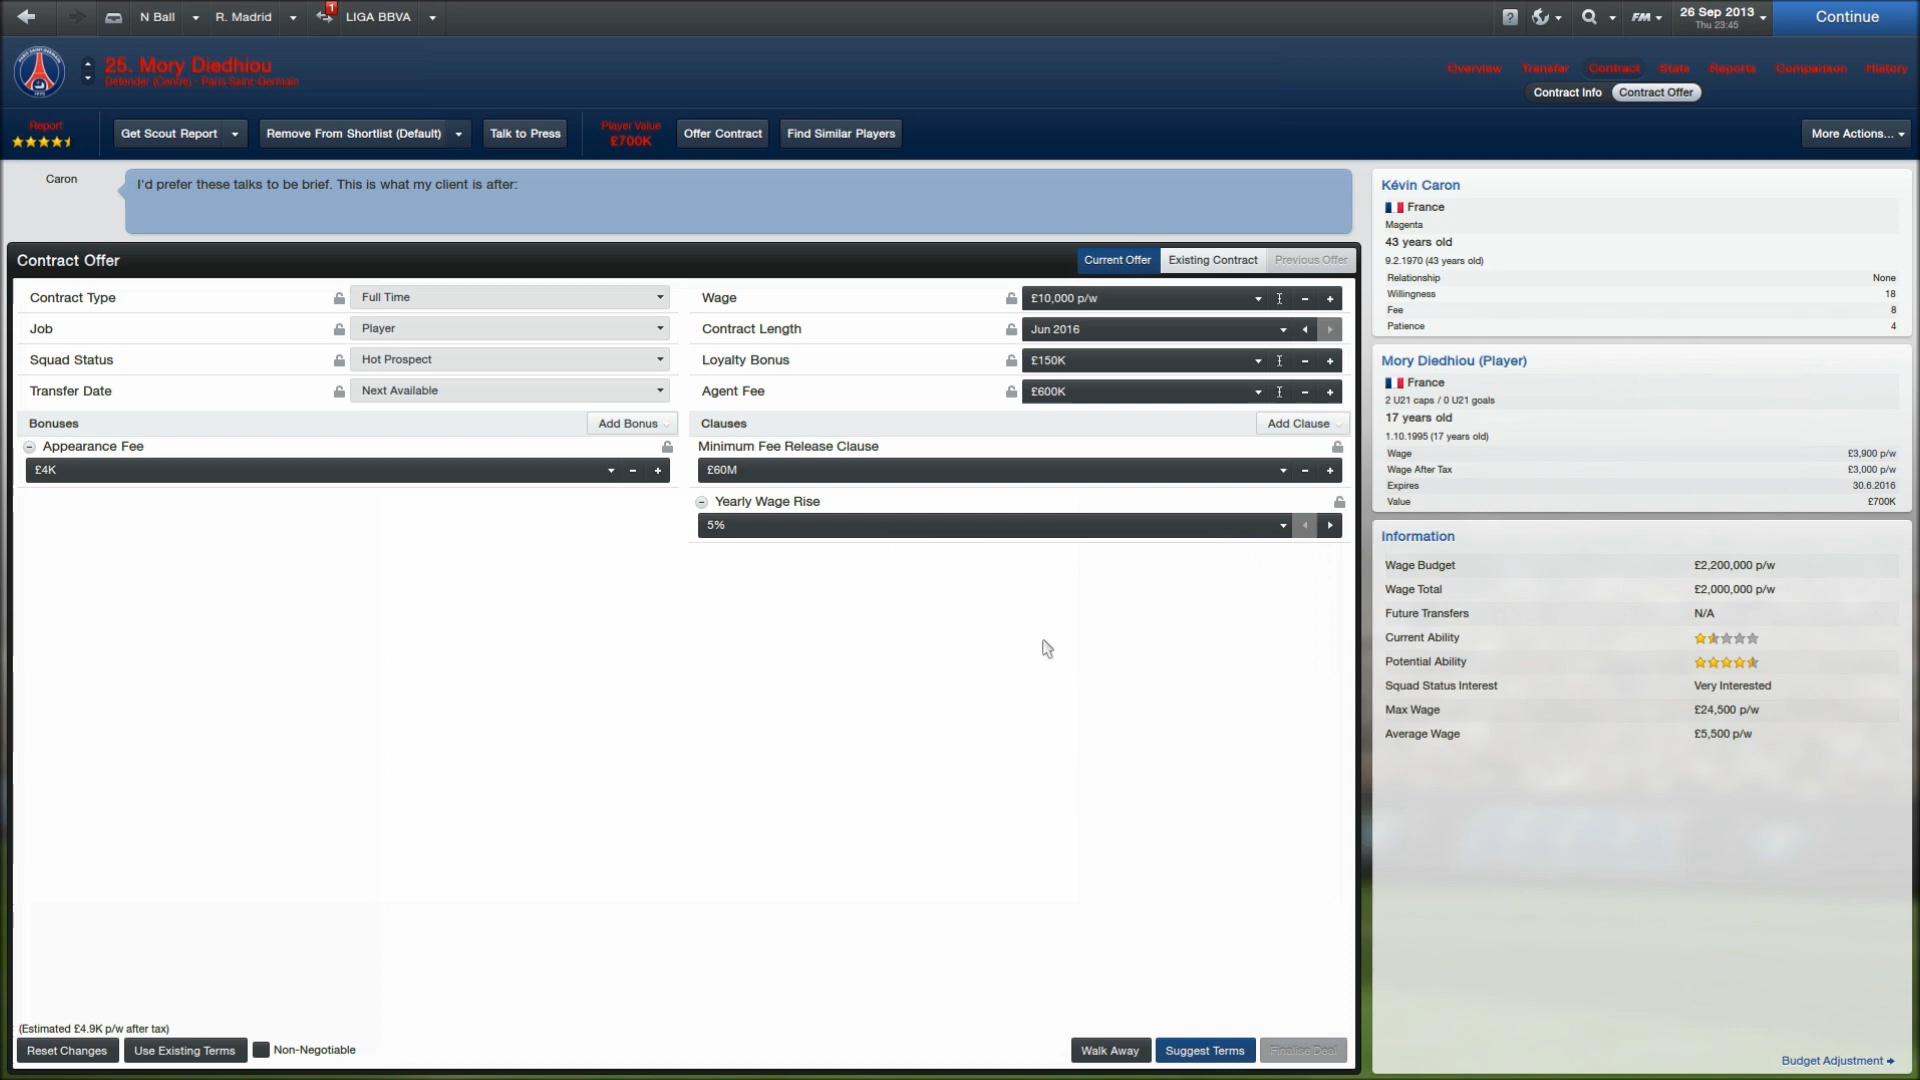 N Ball
R. Madrid
1
LIGA BBVA
?
FM
26 Sep 2013
Thu 23:45
Continue
25. Mory Diedhiou
Defender (Centre) - Paris Saint-Germain
Overview
Transfer
Contract
Stats
Reports
Comparison
History
Contract Info
Contract Offer
Report
Get Scout Report
Remove From Shortlist (Default)
Talk to Press
Player Value
£700K
Offer Contract
Find Similar Players
More Actions...
Caron
I'd prefer these talks to be brief. This is what my client is after:
Contract Offer
Current Offer
Existing Contract
Previous Offer
Contract Type
Full Time
Job
Player
Squad Status
Hot Prospect
Transfer Date
Next Available
Wage
£10,000 p/w
Contract Length
Jun 2016
Loyalty Bonus
£150K
Agent Fee
£600K
Bonuses
Add Bonus
Appearance Fee
£4K
Clauses
Add Clause
Minimum Fee Release Clause
£60M
Yearly Wage Rise
5%
(Estimated £4.9K p/w after tax)
Reset Changes
Use Existing Terms
Non-Negotiable
Walk Away
Suggest Terms
Finalise Deal
Kévin Caron
France
Magenta
43 years old
9.2.1970 (43 years old)
Relationship None
Willingness 18
Fee 8
Patience 4
Mory Diedhiou (Player)
France
2 U21 caps / 0 U21 goals
17 years old
1.10.1995 (17 years old)
Wage £3,900 p/w
Wage After Tax £3,000 p/w
Expires 30.6.2016
Value £700K
Information
Wage Budget £2,200,000 p/w
Wage Total £2,000,000 p/w
Future Transfers N/A
Current Ability
Potential Ability
Squad Status Interest Very Interested
Max Wage £24,500 p/w
Average Wage £5,500 p/w
Budget Adjustment